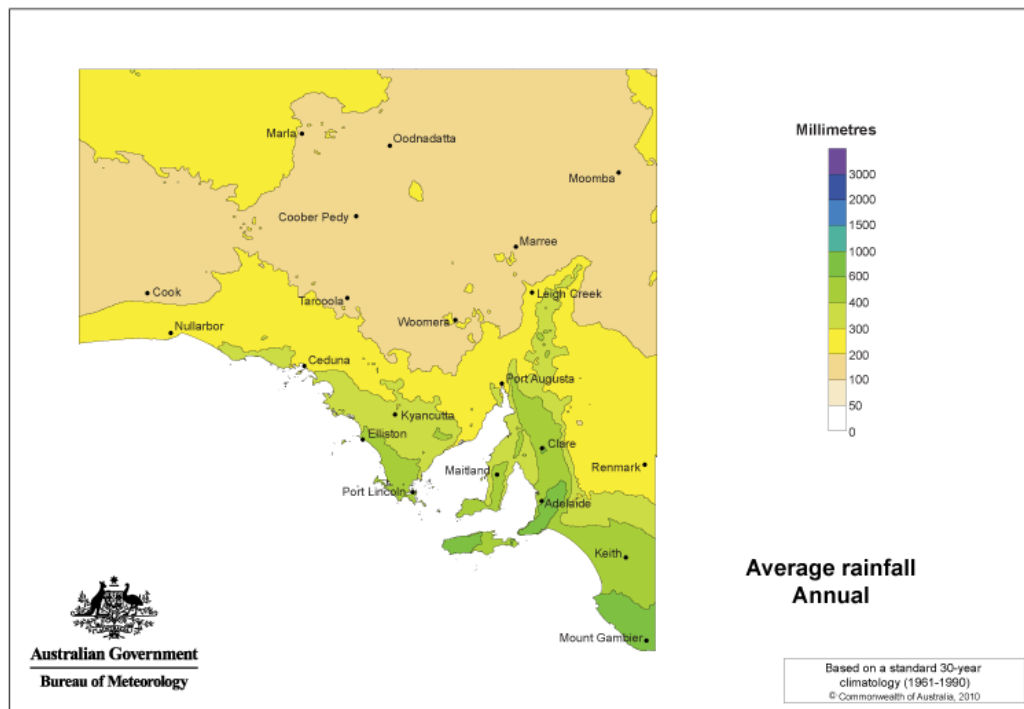 Marla
Oodnadatta
Moomba
Coober Pedy
Marree
Cook
Tarcoola
Leigh Creek
Woomera
Nullarbor
Ceduna
Port Augusta
Kyancutta
Elliston
Clare
Maitland
Renmark
Port Lincoln
Adelaide
Keith
Mount Gambier
Millimetres
3000
2000
1500
1000
600
400
300
200
100
50
0
Average rainfall
Annual
Australian Government
Bureau of Meteorology
Based on a standard 30-year
climatology (1961-1990)
© Commonwealth of Australia, 2010